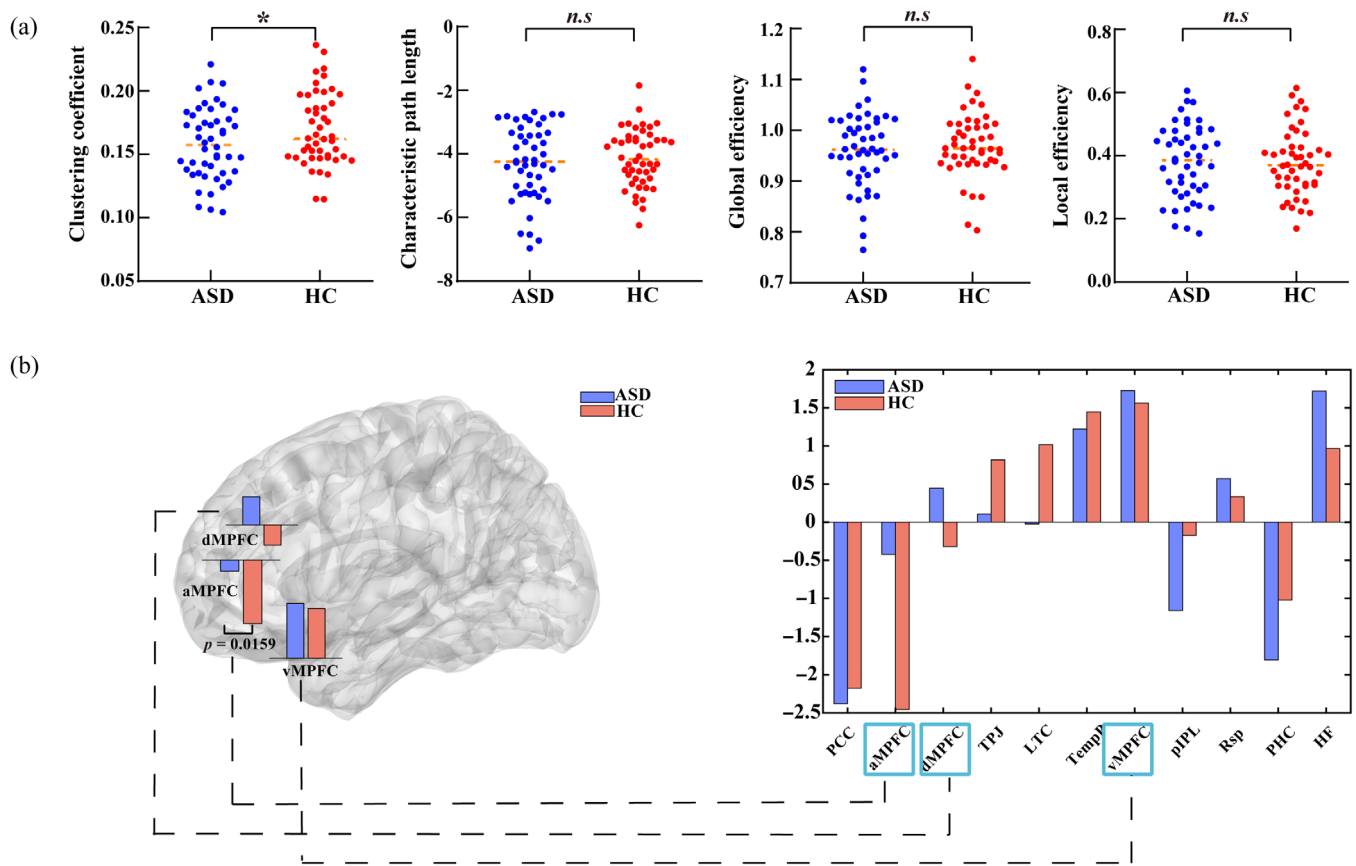 (a)
*
n.s
n.s
n.s
Clustering coefficient
0.25
0.20
0.15
0.10
0.05
ASD
HC
Characteristic path length
0
-2
-4
-6
-8
ASD
HC
Global efficiency
1.2
1.1
1.0
0.9
0.8
0.7
ASD
HC
Local efficiency
0.8
0.6
0.4
0.2
0.0
ASD
HC
(b)
ASD
HC
dMPFC
aMPFC
p = 0.0159
vMPFC
ASD
HC
2
1.5
1
05
0
−0.5
−1
−1.5
−2
−2.5
PCC
aMPFC
dMPFC
TPJ
LTC
TempP
vMPFC
pIPL
Rsp
PHC
HF